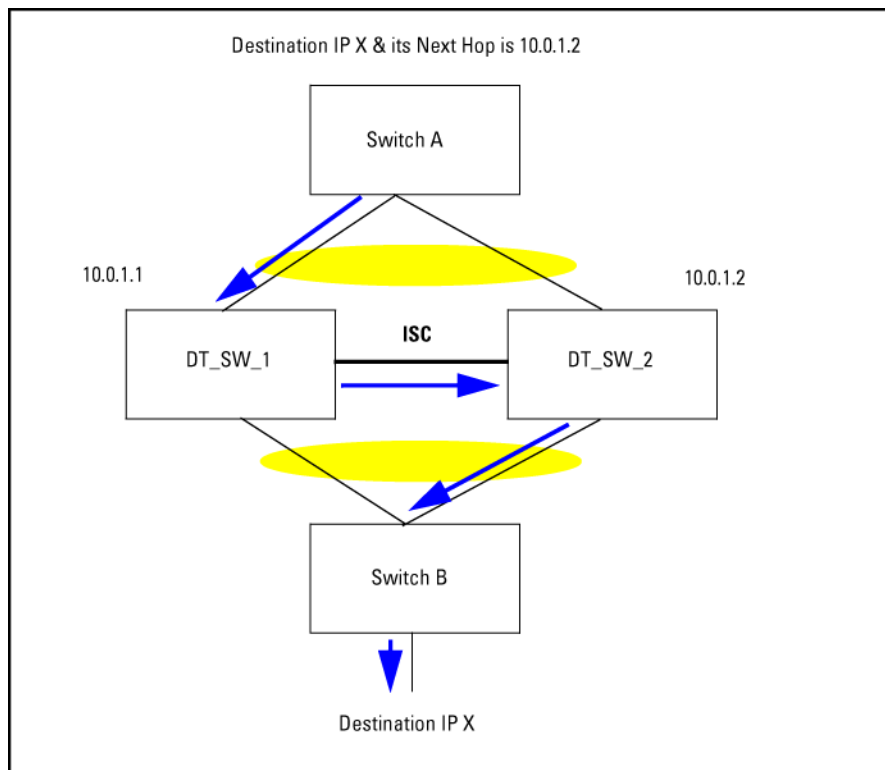 Destination IP X & its Next Hop is 10.0.1.2
Switch A
10.0.1.1
10.0.1.2
ISC
DT_SW_1
DT_SW_2
Switch B
Destination IP X